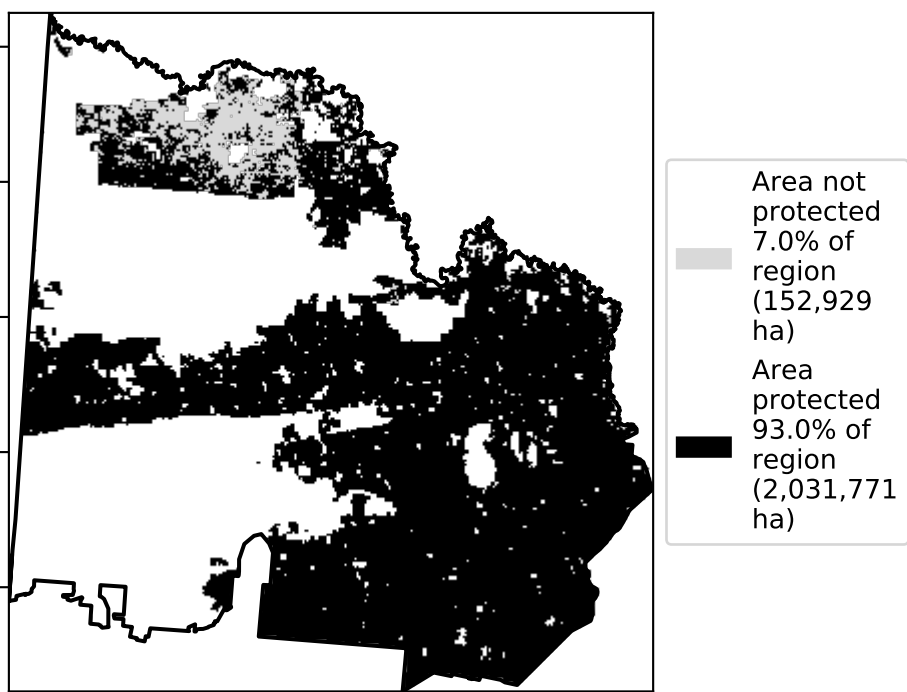 Area not
protected
7.0% of
region
(152,929
ha)
Area
protected
93.0% of
region
(2,031,771
ha)